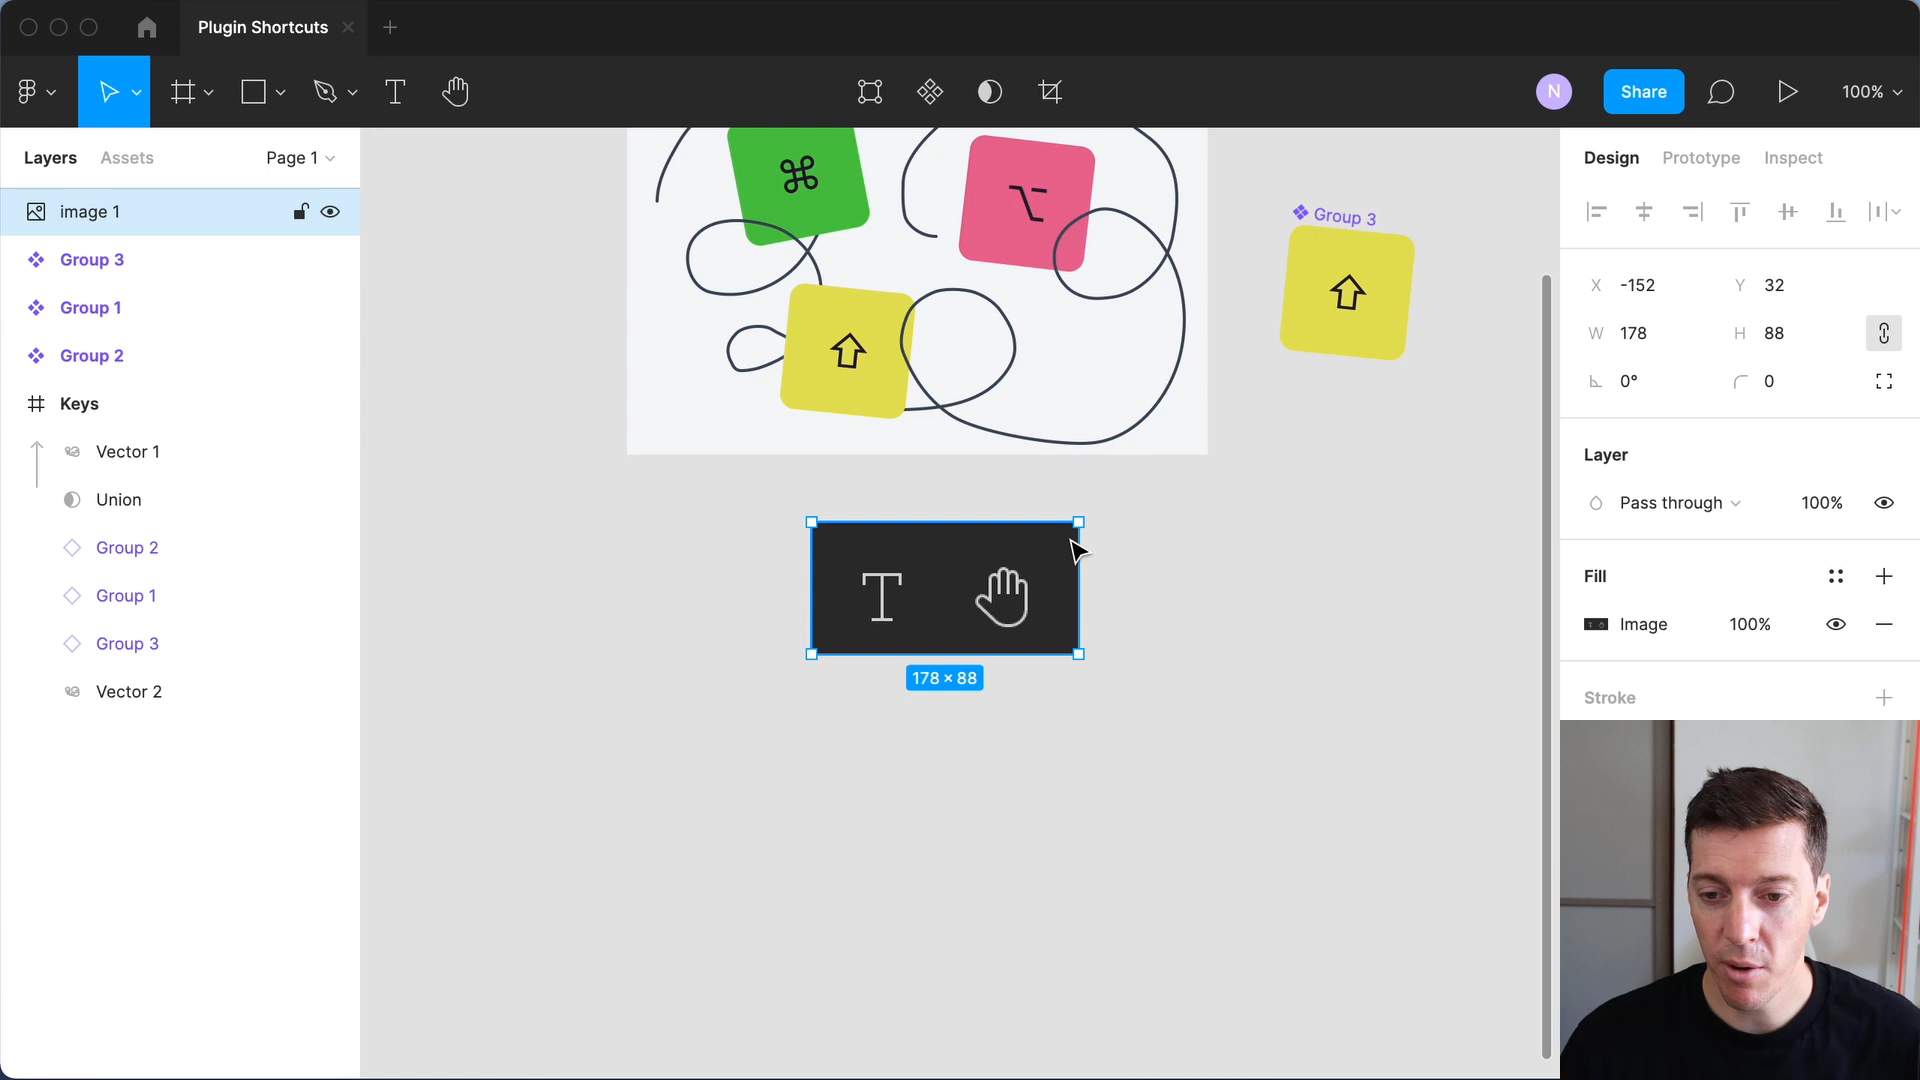 Plugin Shortcuts
N
Share
100%
Layers
Assets
Page 1
image 1
Group 3
Group 1
Group 2
Keys
Vector 1
Union
Group 2
Group 1
Group 3
Vector 2
Group 3
T
178 × 88
Design
Prototype
Inspect
X -152
Y 32
W 178
H 88
0°
0
Layer
Pass through
100%
Fill
Image
100%
Stroke